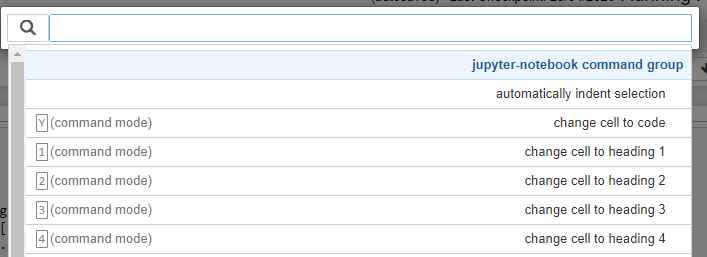 jupyter-notebook command group
automatically indent selection
Y (command mode) change cell to code
1 (command mode) change cell to heading 1
2 (command mode) change cell to heading 2
3 (command mode) change cell to heading 3
4 (command mode) change cell to heading 4
g
[
.